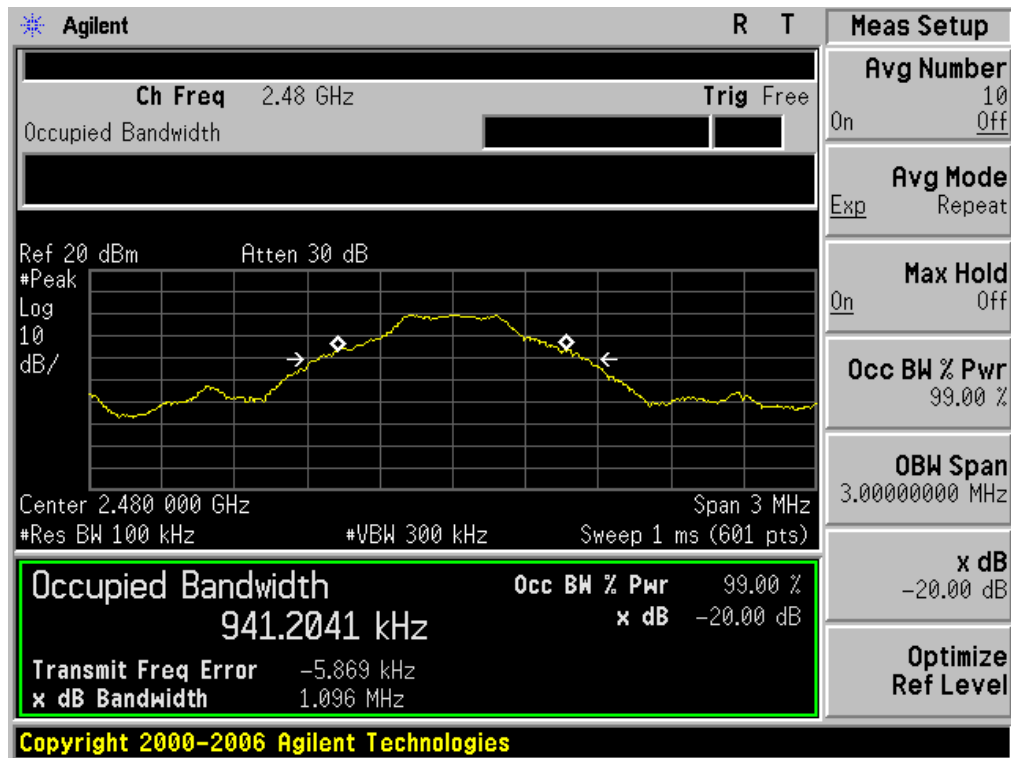 Agilent R T
Ch Freq 2.48 GHz Trig Free
Occupied Bandwidth
Ref 20 dBm Atten 30 dB
#Peak
Log
10
dB/
Center 2.480 000 GHz Span 3 MHz
#Res BW 100 kHz #VBW 300 kHz Sweep 1 ms (601 pts)
Occupied Bandwidth Occ BW % Pwr 99.00 %
941.2041 kHz x dB -20.00 dB
Transmit Freq Error -5.869 kHz
x dB Bandwidth 1.096 MHz
Copyright 2000-2006 Agilent Technologies
Meas Setup
Avg Number
10
On Off
Avg Mode
Exp Repeat
Max Hold
On Off
Occ BW % Pwr
99.00 %
OBW Span
3.00000000 MHz
x dB
-20.00 dB
Optimize
Ref Level